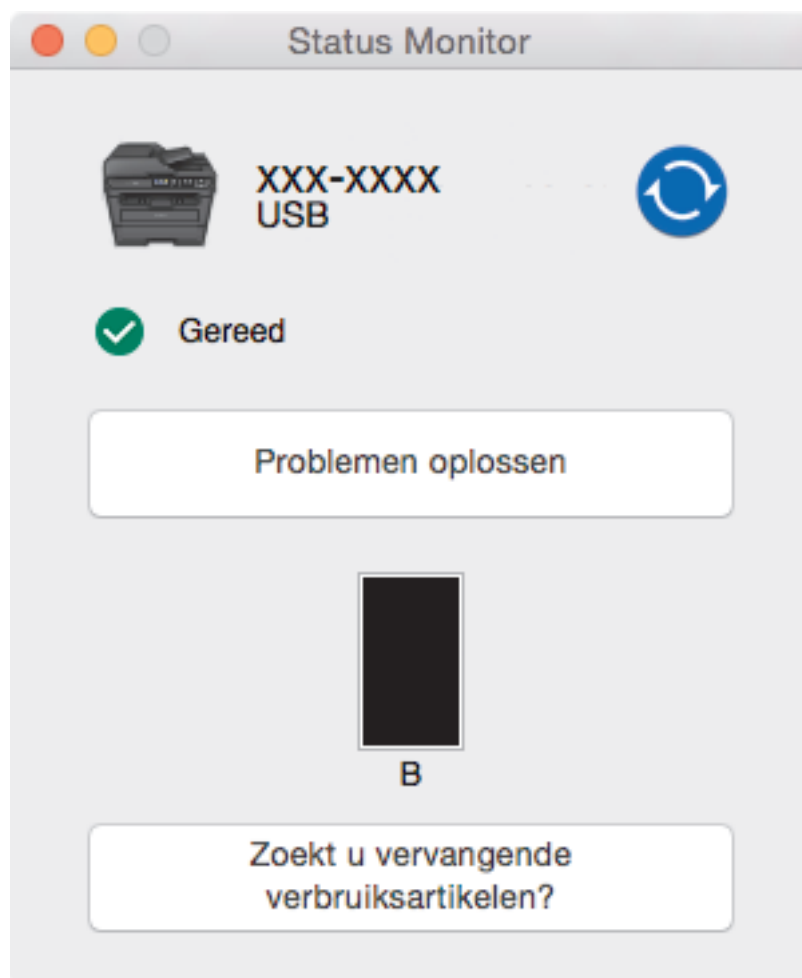 Status Monitor
XXX-XXXX
USB
Gereed
Problemen oplossen
B
Zoekt u vervangende
verbruiksartikelen?